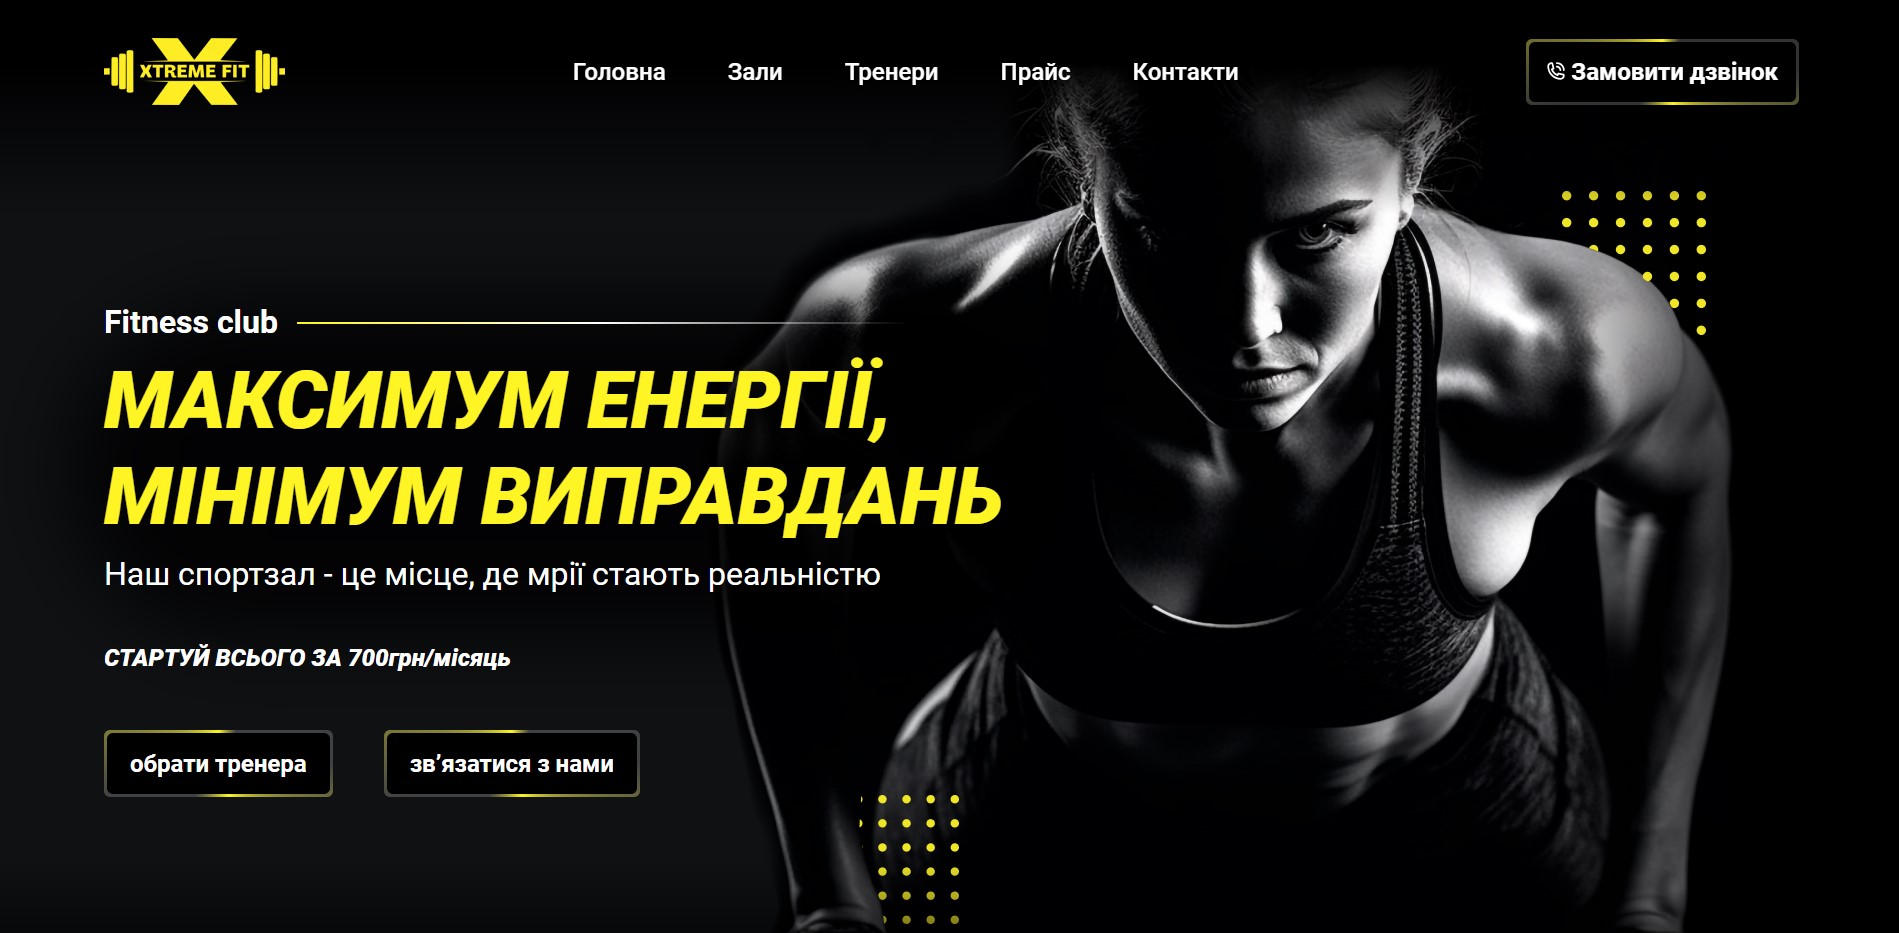 XTREME FIT
Головна
Зали
Тренери
Прайс
Контакти
Замовити дзвінок
Fitness club
МАКСИМУМ ЕНЕРГІЇ,
МІНІМУМ ВИПРАВДАНЬ
Наш спортзал - це місце, де мрії стають реальністю
СТАРТУЙ ВСЬОГО ЗА 700грн/місяць
обрати тренера
зв’язатися з нами